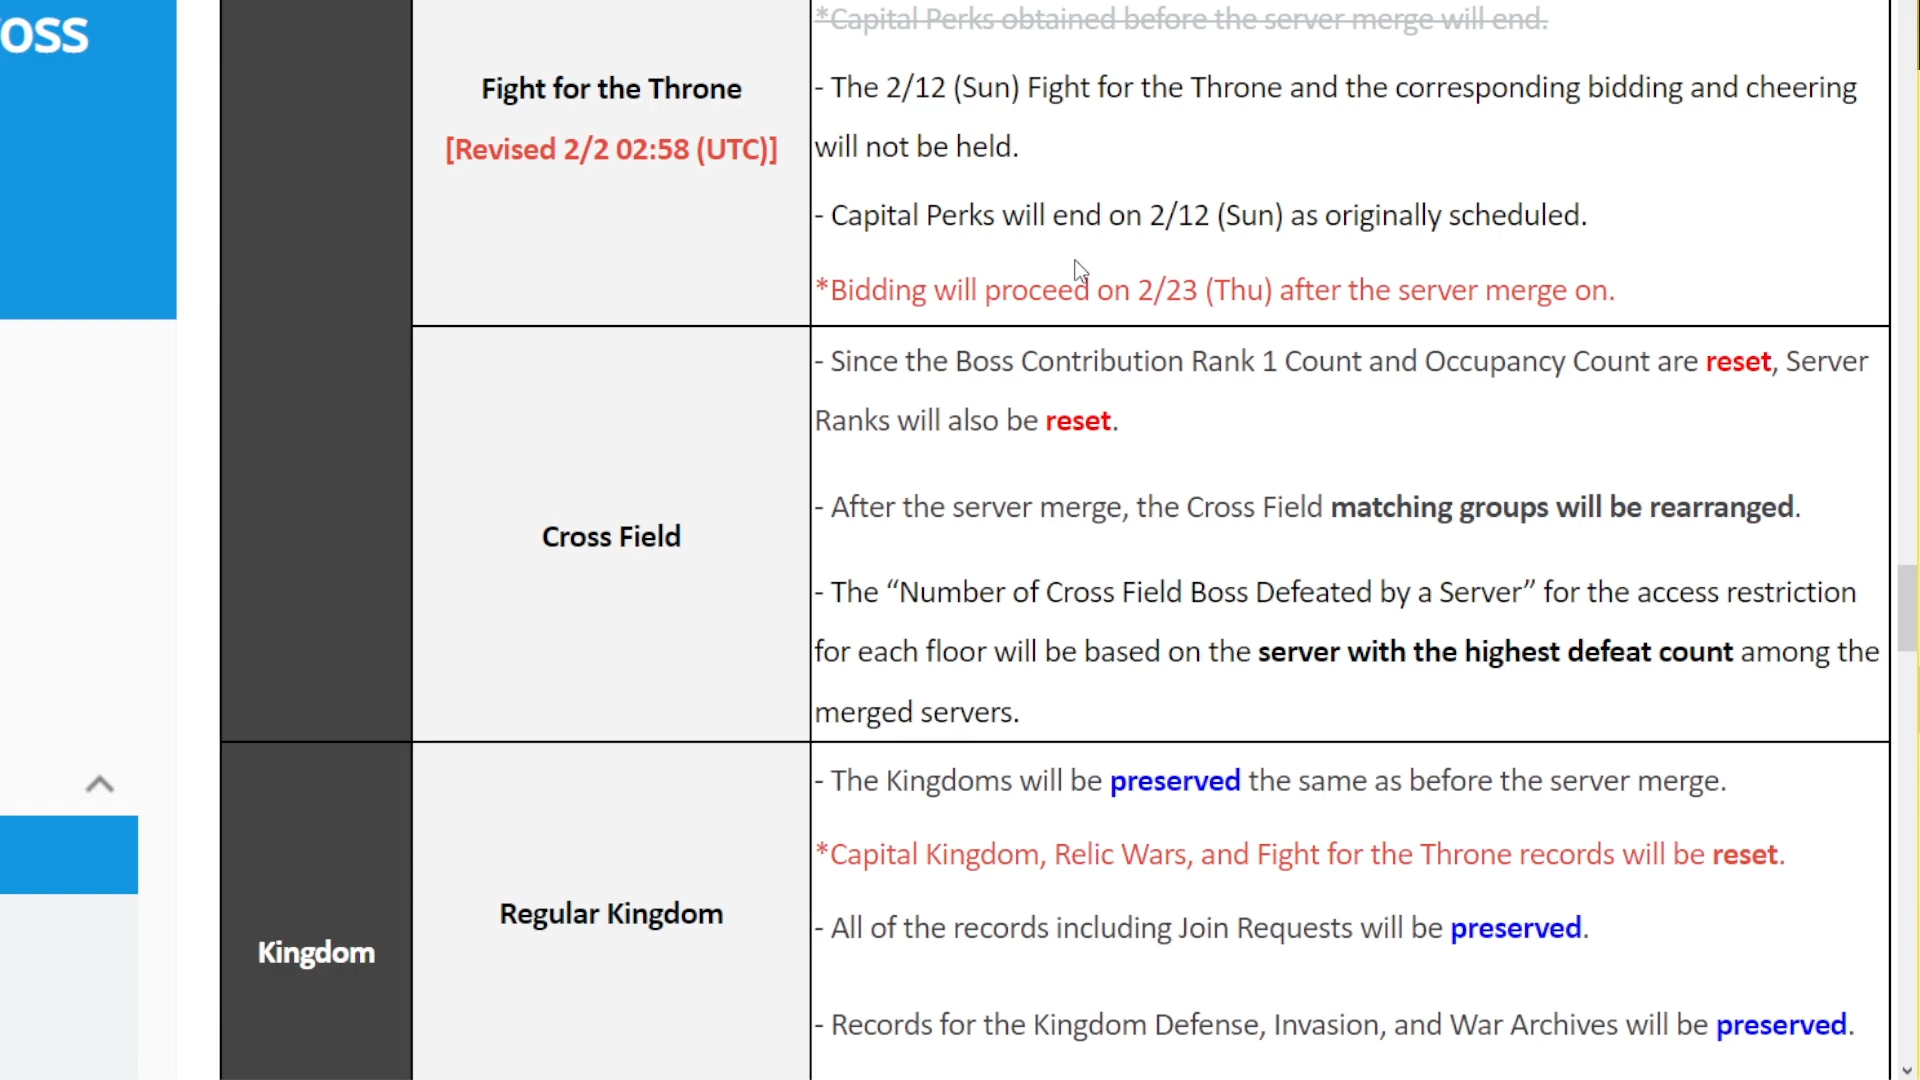 oss
*Capital Perks obtained before the server merge will end.
Fight for the Throne
[Revised 2/2 02:58 (UTC)]
- The 2/12 (Sun) Fight for the Throne and the corresponding bidding and cheering
will not be held.
- Capital Perks will end on 2/12 (Sun) as originally scheduled.
*Bidding will proceed on 2/23 (Thu) after the server merge on.
Cross Field
- Since the Boss Contribution Rank 1 Count and Occupancy Count are reset, Server
Ranks will also be reset.
- After the server merge, the Cross Field matching groups will be rearranged.
- The “Number of Cross Field Boss Defeated by a Server” for the access restriction
for each floor will be based on the server with the highest defeat count among the
merged servers.
Kingdom
Regular Kingdom
- The Kingdoms will be preserved the same as before the server merge.
*Capital Kingdom, Relic Wars, and Fight for the Throne records will be reset.
- All of the records including Join Requests will be preserved.
- Records for the Kingdom Defense, Invasion, and War Archives will be preserved.